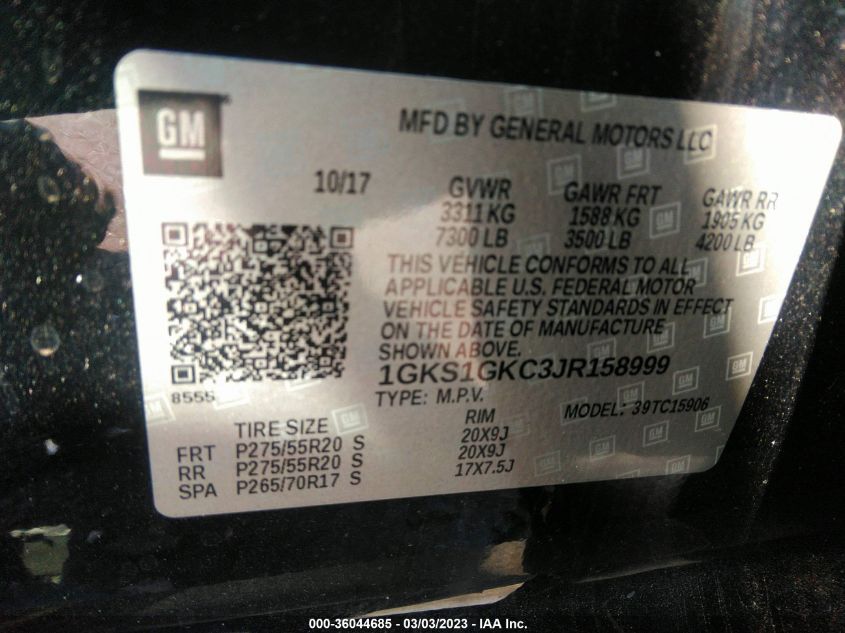 GM
MFD BY GENERAL MOTORS LLC
10/17
GVWR GAWR FRT GAWR RR
3311 KG 1588 KG 1905 KG
7300 LB 3500 LB 4200 LB
THIS VEHICLE CONFORMS TO ALL
APPLICABLE U.S. FEDERAL MOTOR
VEHICLE SAFETY STANDARDS IN EFFECT
ON THE DATE OF MANUFACTURE
SHOWN ABOVE.
1GKS1GKC3JR158999
8555
TYPE: M.P.V. MODEL: 39TC15906
TIRE SIZE RIM
FRT P275/55R20 S 20X9J
RR P275/55R20 S 20X9J
SPA P265/70R17 S 17X7.5J
000-36044685 - 03/03/2023 - IAA Inc.